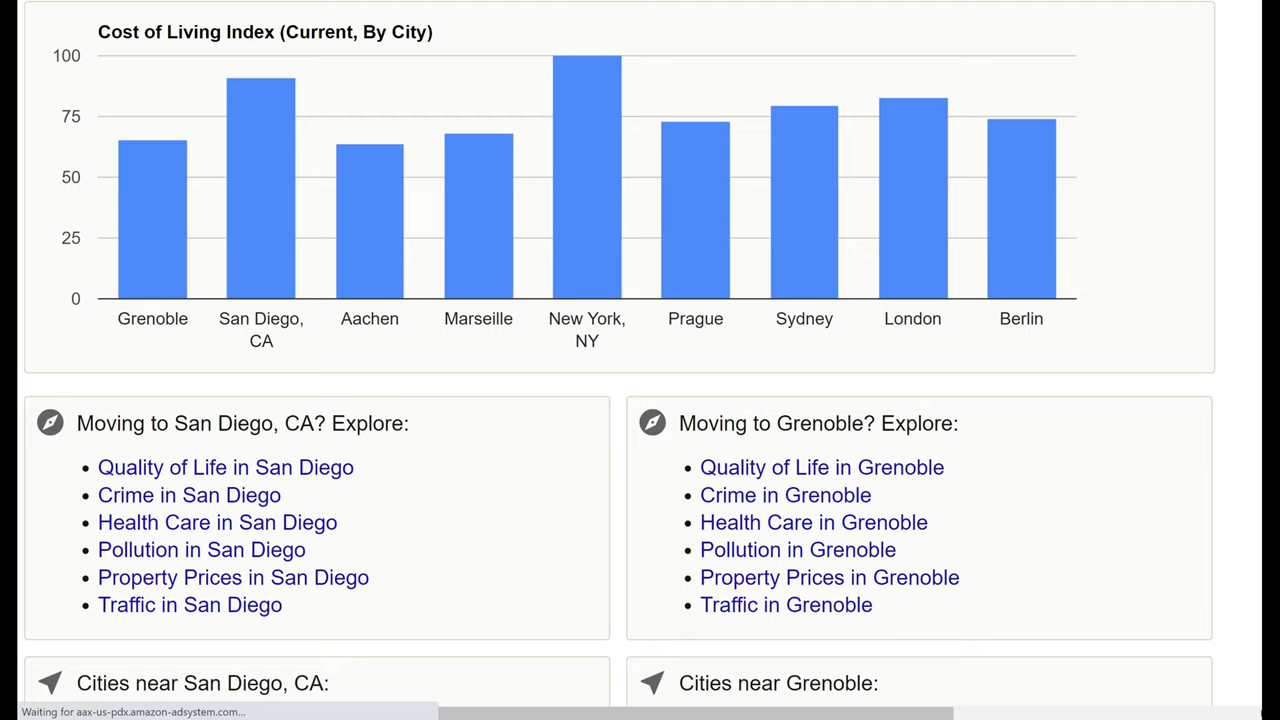 Cost of Living Index (Current, By City)
100
75
50
25
0
Grenoble
San Diego,
CA
Aachen
Marseille
New York,
NY
Prague
Sydney
London
Berlin
Moving to San Diego, CA? Explore:
• Quality of Life in San Diego
• Crime in San Diego
• Health Care in San Diego
• Pollution in San Diego
• Property Prices in San Diego
• Traffic in San Diego
Moving to Grenoble? Explore:
• Quality of Life in Grenoble
• Crime in Grenoble
• Health Care in Grenoble
• Pollution in Grenoble
• Property Prices in Grenoble
• Traffic in Grenoble
Cities near San Diego, CA:
Cities near Grenoble:
Waiting for aax-us-pdx.amazon-adsystem.com...